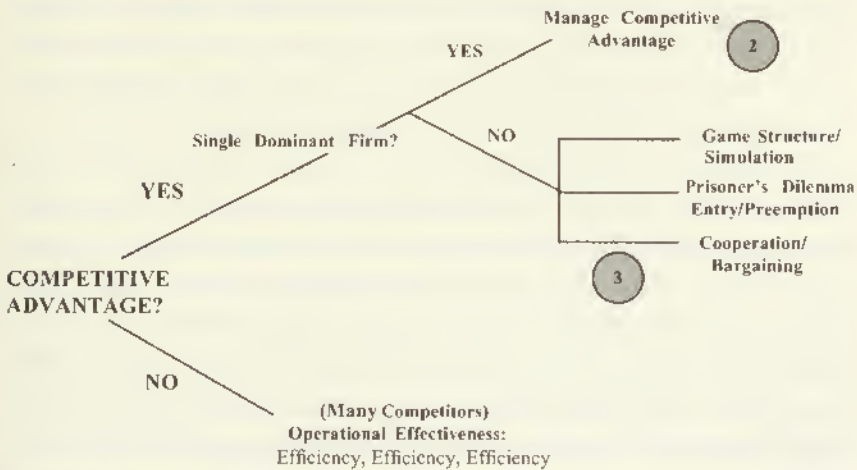 Manage Competitive
Advantage
2
YES
Single Dominant Firm?
NO
Game Structure/
Simulation
YES
Prisoner's Dilemma
Entry/Preemption
Cooperation/
Bargaining
3
COMPETITIVE
ADVANTAGE?
NO
(Many Competitors)
Operational Effectiveness:
Efficiency, Efficiency, Efficiency